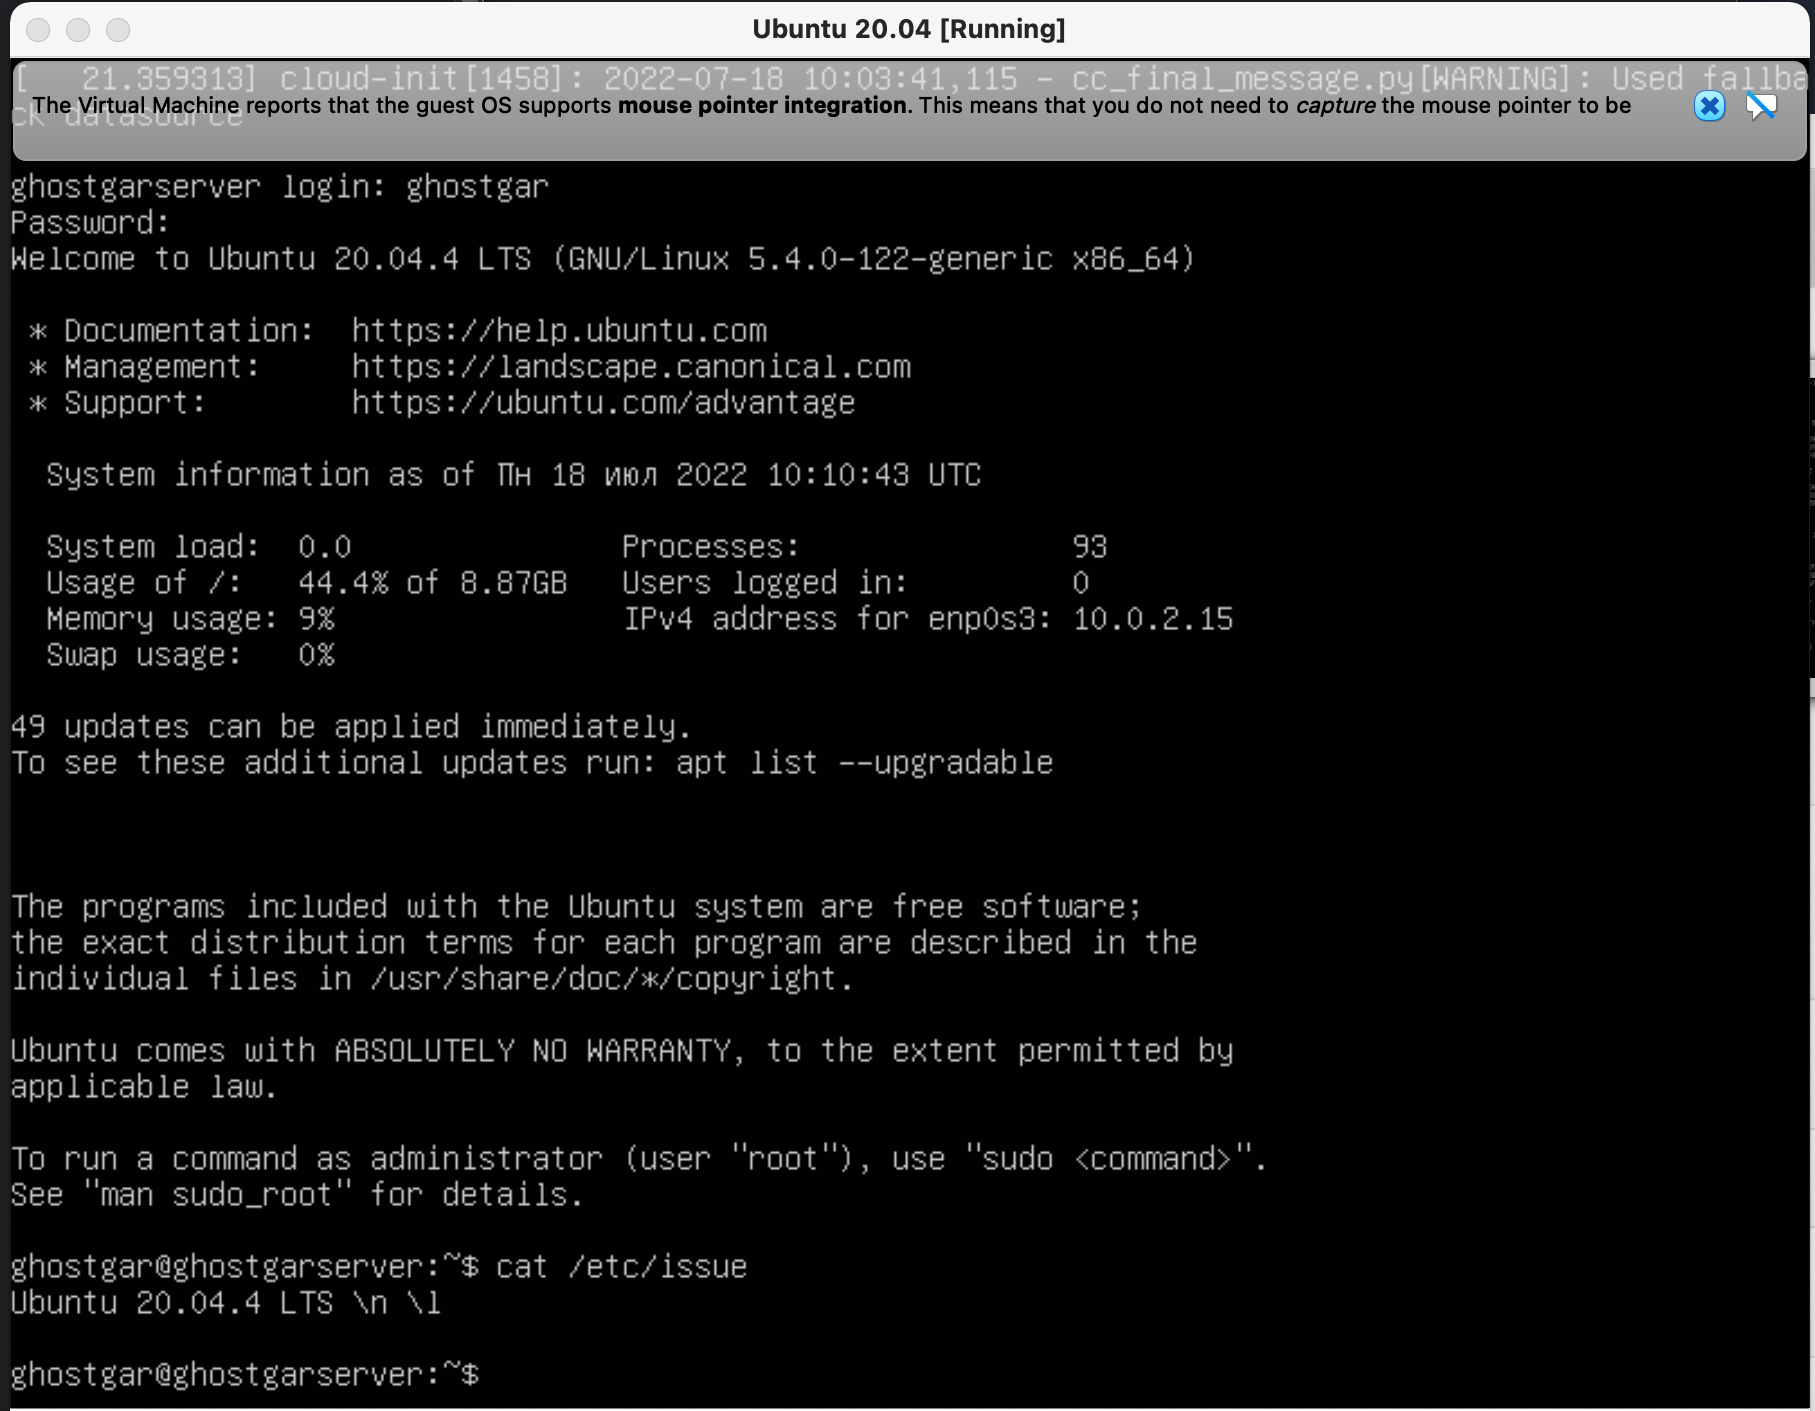 Ubuntu 20.04 [Running]
[   21.359313] cloud-init[1458]: 2022-07-18 10:03:41,115 - cc_final_message.py[WARNING]: Used fallba
ck datasource
The Virtual Machine reports that the guest OS supports mouse pointer integration. This means that you do not need to capture the mouse pointer to be
ghostgarserver login: ghostgar
Password:
Welcome to Ubuntu 20.04.4 LTS (GNU/Linux 5.4.0-122-generic x86_64)
* Documentation:  https://help.ubuntu.com
* Management:     https://landscape.canonical.com
* Support:        https://ubuntu.com/advantage
System information as of Пн 18 июл 2022 10:10:43 UTC
System load:  0.0               Processes:               93
Usage of /:   44.4% of 8.87GB   Users logged in:         0
Memory usage: 9%                IPv4 address for enp0s3: 10.0.2.15
Swap usage:   0%
49 updates can be applied immediately.
To see these additional updates run: apt list --upgradable
The programs included with the Ubuntu system are free software;
the exact distribution terms for each program are described in the
individual files in /usr/share/doc/*/copyright.
Ubuntu comes with ABSOLUTELY NO WARRANTY, to the extent permitted by
applicable law.
To run a command as administrator (user "root"), use "sudo <command>".
See "man sudo_root" for details.
ghostgar@ghostgarserver:~$ cat /etc/issue
Ubuntu 20.04.4 LTS \n \l
ghostgar@ghostgarserver:~$